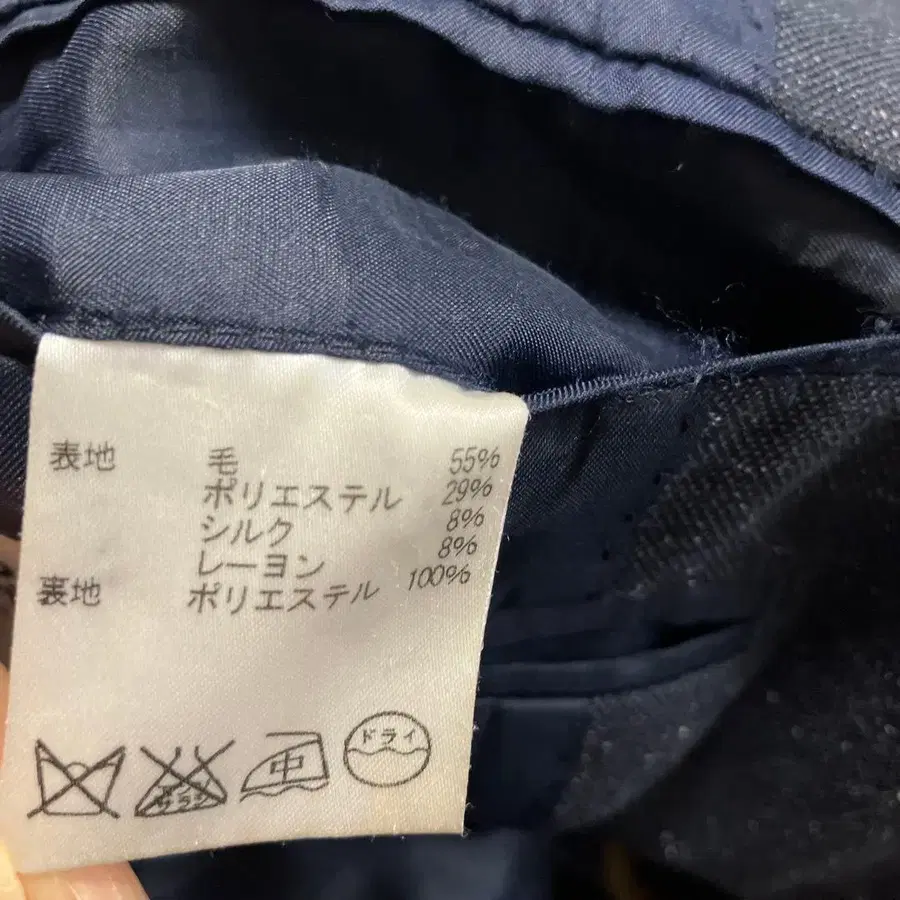 表地 毛 55%
ポリエステル 29%
シルク 8%
レーヨン 8%
裏地 ポリエステル 100%
中 ドライ